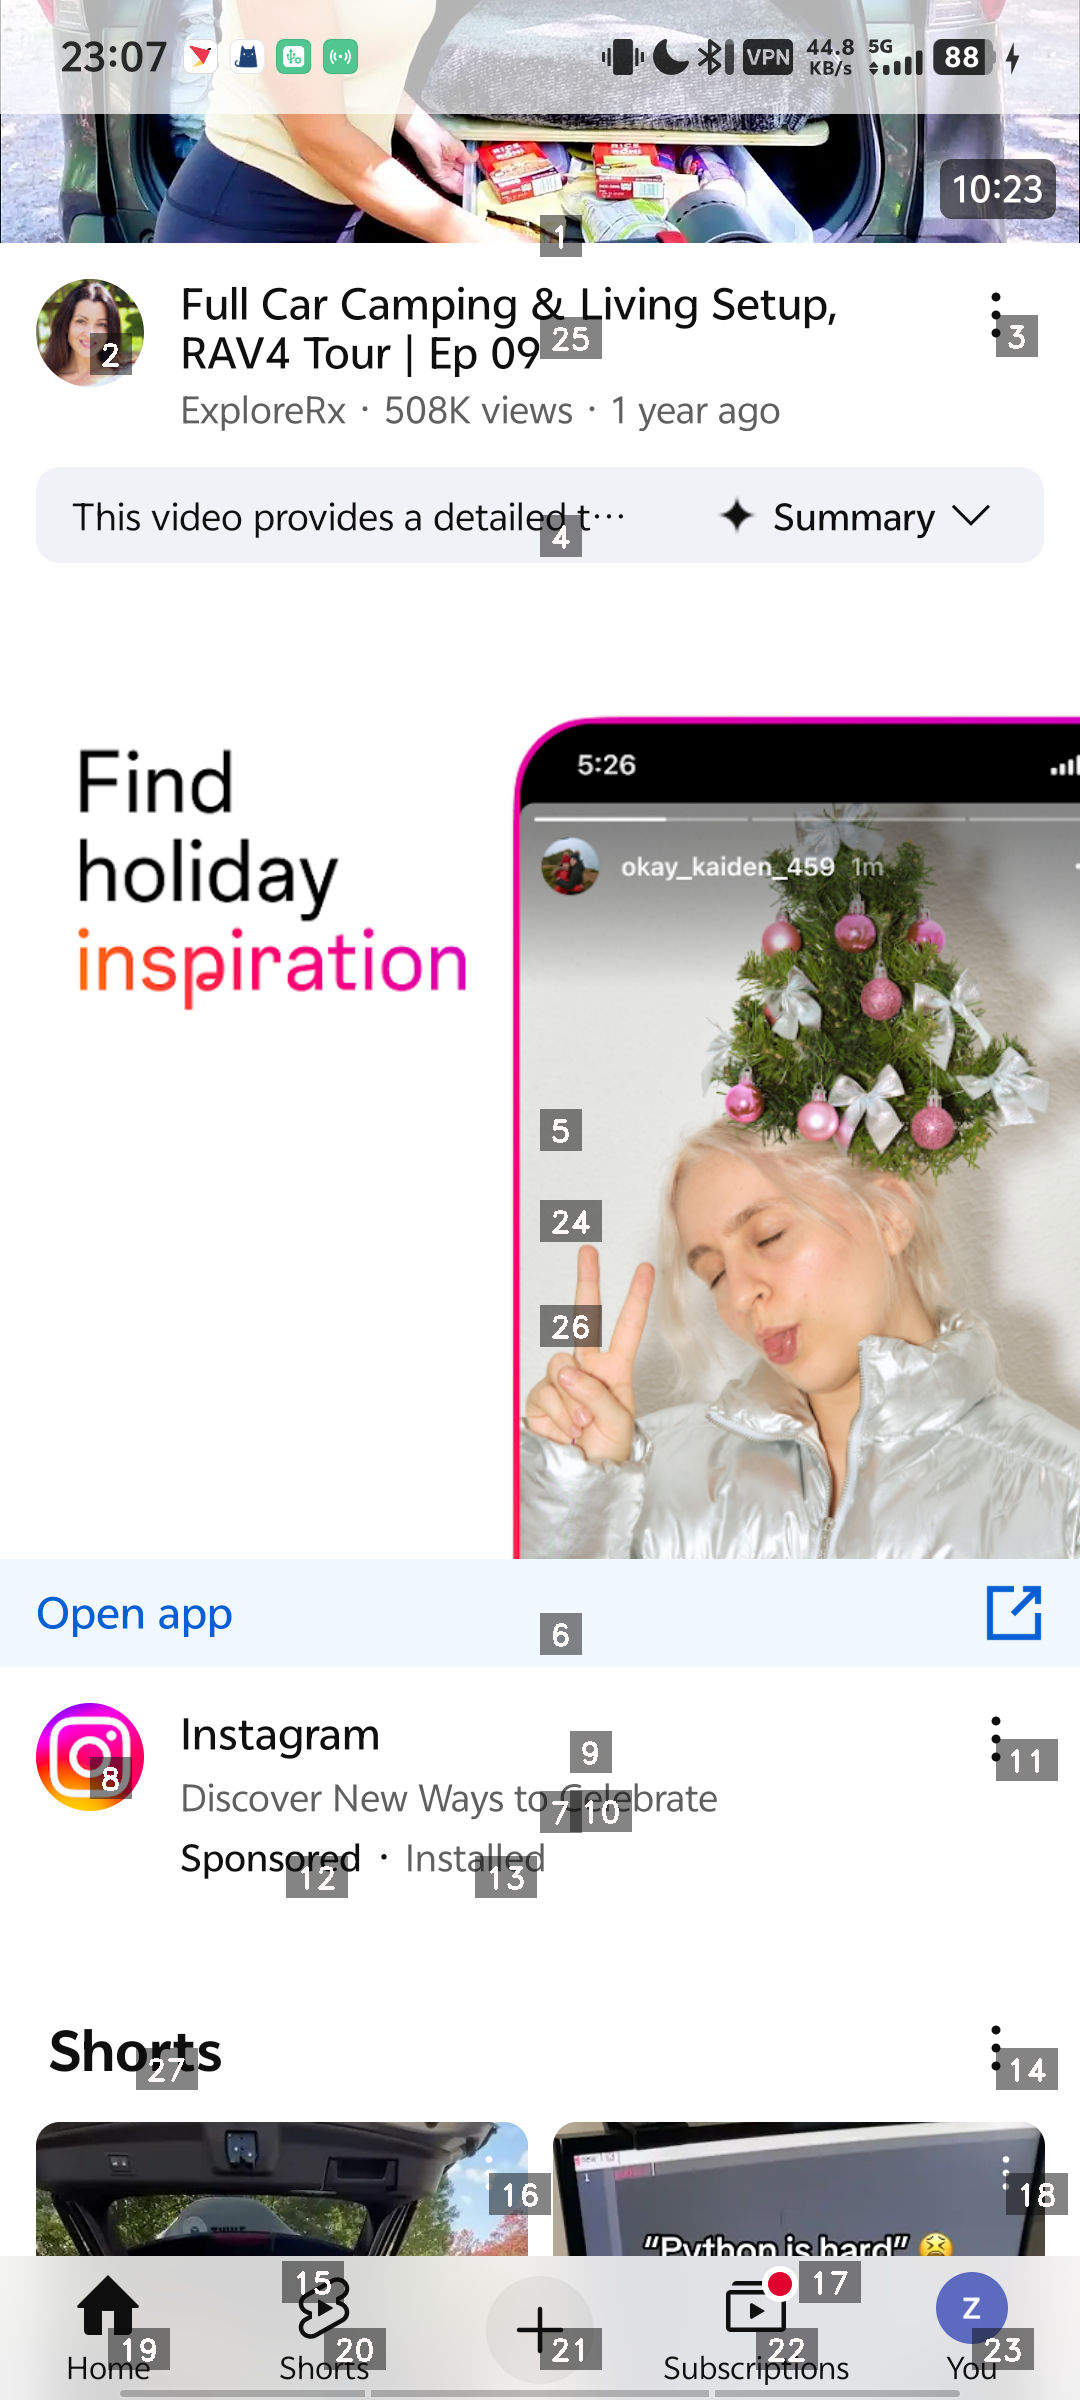 23:07
VPN
44.8
KB/s
5G
88
RICE
RONI
RICE
RONI
10:23
1
Full Car Camping & Living Setup,
RAV4 Tour | Ep 09
2
25
3
ExploreRx · 508K views · 1 year ago
This video provides a detailed t...
Summary
4
Find
holiday
inspiration
5:26
okay_kaiden_459 1m
5
24
26
Open app
6
Instagram
8
9
11
Discover New Ways to Celebrate
7 10
Sponsored · Installed
12
13
Shorts
27
14
16
18
"Python is hard" 😫
15
17
Z
19
20
21
22
23
Home
Shorts
Subscriptions
You